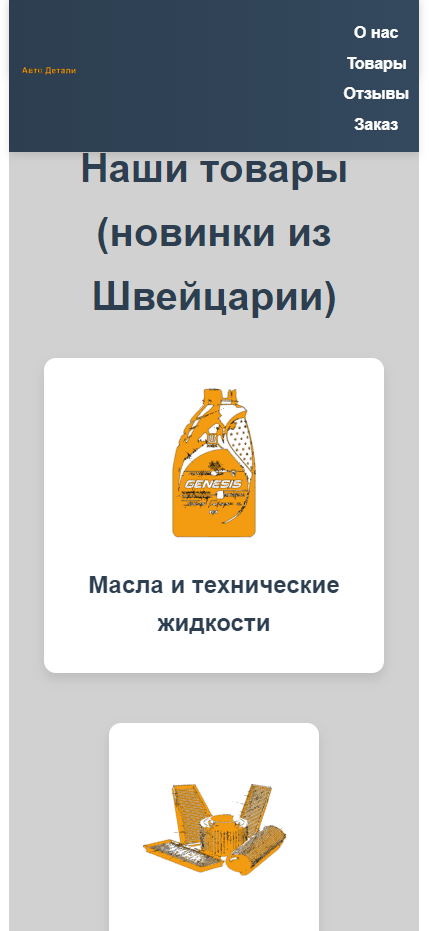 Авто Детали
О нас
Товары
Отзывы
Заказ
Наши товары
(новинки из
Швейцарии)
GENESIS
Масла и технические
жидкости